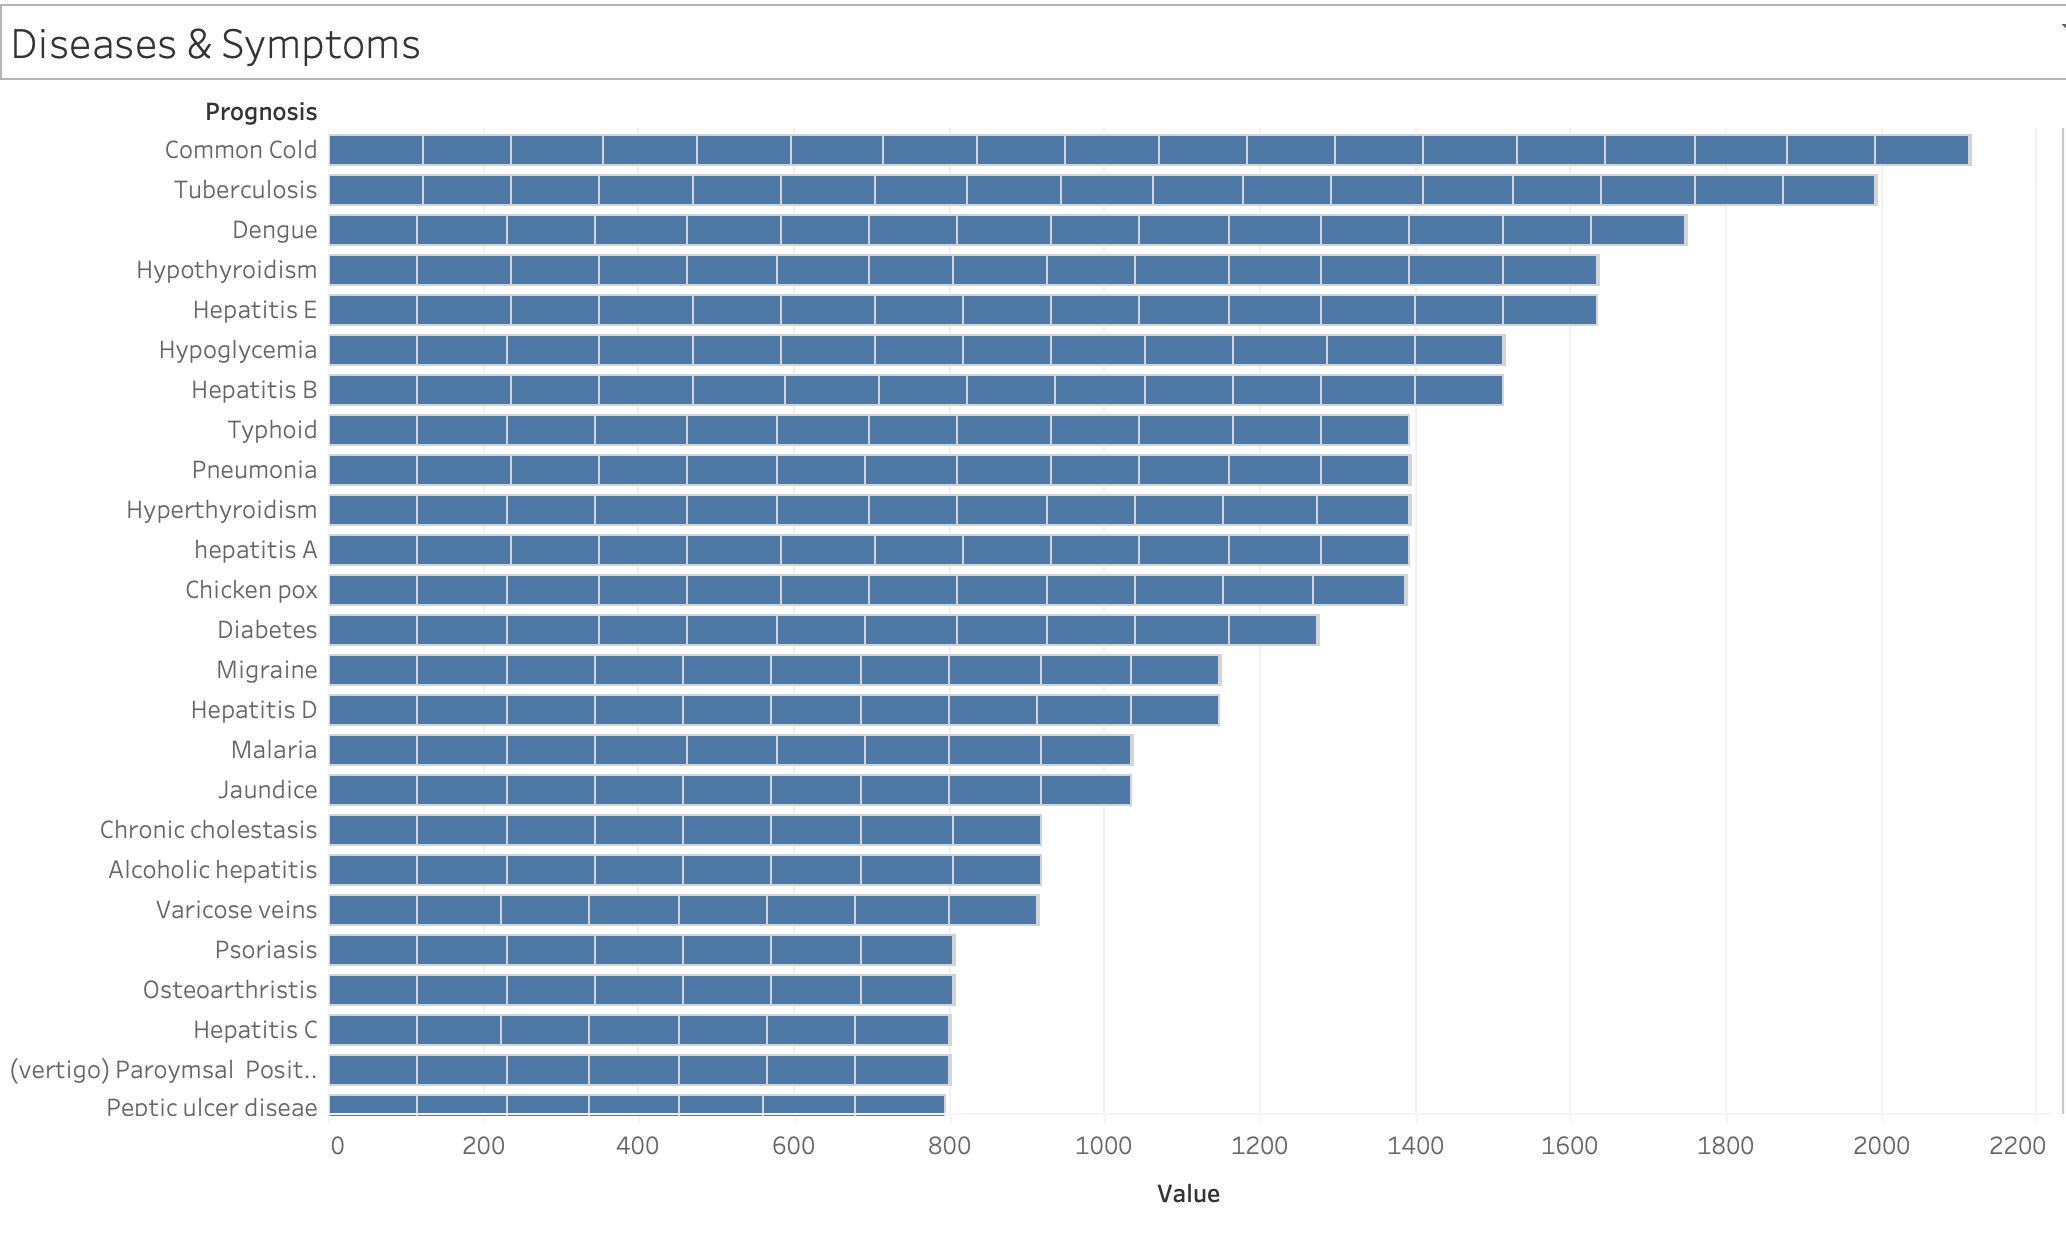 Diseases & Symptoms
Prognosis
Common Cold
Tuberculosis
Dengue
Hypothyroidism
Hepatitis E
Hypoglycemia
Hepatitis B
Typhoid
Pneumonia
Hyperthyroidism
hepatitis A
Chicken pox
Diabetes
Migraine
Hepatitis D
Malaria
Jaundice
Chronic cholestasis
Alcoholic hepatitis
Varicose veins
Psoriasis
Osteoarthristis
Hepatitis C
(vertigo) Paroymsal  Posit..
Peptic ulcer diseae
0 200 400 600 800 1000 1200 1400 1600 1800 2000 2200
Value